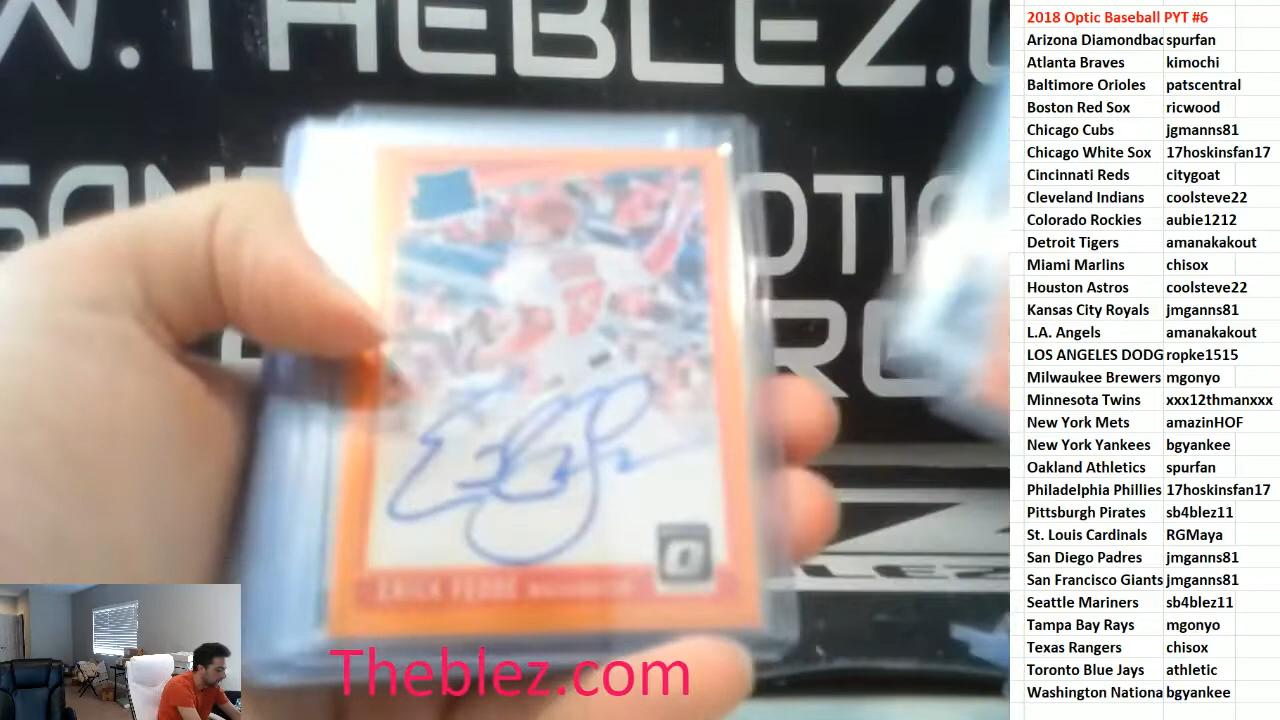 W.THEBLEZ.C
ERICK FEDDE
Theblez.com
2018 Optic Baseball PYT #6
Arizona Diamondbac spurfan
Atlanta Braves kimochi
Baltimore Orioles patscentral
Boston Red Sox ricwood
Chicago Cubs jgmanns81
Chicago White Sox 17hoskinsfan17
Cincinnati Reds citygoat
Cleveland Indians coolsteve22
Colorado Rockies aubie1212
Detroit Tigers amanakakout
Miami Marlins chisox
Houston Astros coolsteve22
Kansas City Royals jmganns81
L.A. Angels amanakakout
LOS ANGELES DODG ropke1515
Milwaukee Brewers mgonyo
Minnesota Twins xxx12thmanxxx
New York Mets amazinHOF
New York Yankees bgyankee
Oakland Athletics spurfan
Philadelphia Phillies 17hoskinsfan17
Pittsburgh Pirates sb4blez11
St. Louis Cardinals RGMaya
San Diego Padres jmganns81
San Francisco Giants jmganns81
Seattle Mariners sb4blez11
Tampa Bay Rays mgonyo
Texas Rangers chisox
Toronto Blue Jays athletic
Washington Nationa bgyankee